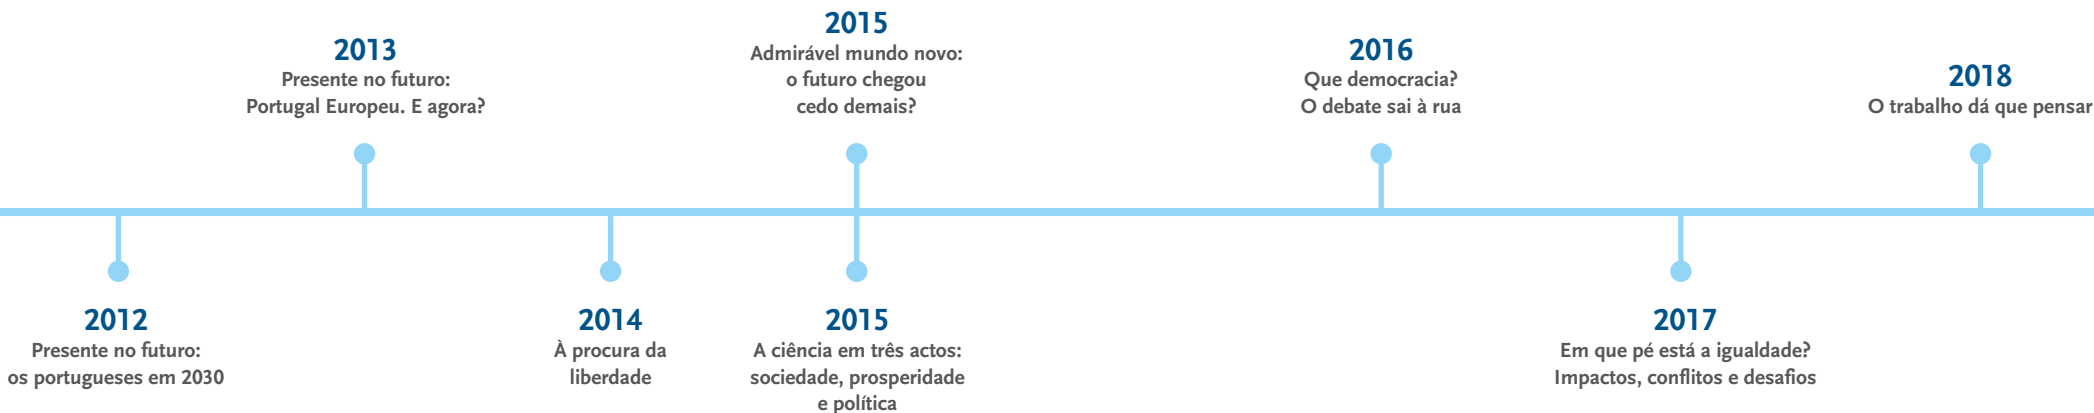 2012
Presente no futuro:
os portugueses em 2030
2013
Presente no futuro:
Portugal Europeu. E agora?
2014
À procura da
liberdade
2015
Admirável mundo novo:
o futuro chegou
cedo demais?
2015
A ciência em três actos:
sociedade, prosperidade
e política
2016
Que democracia?
O debate sai à rua
2017
Em que pé está a igualdade?
Impactos, conflitos e desafios
2018
O trabalho dá que pensar